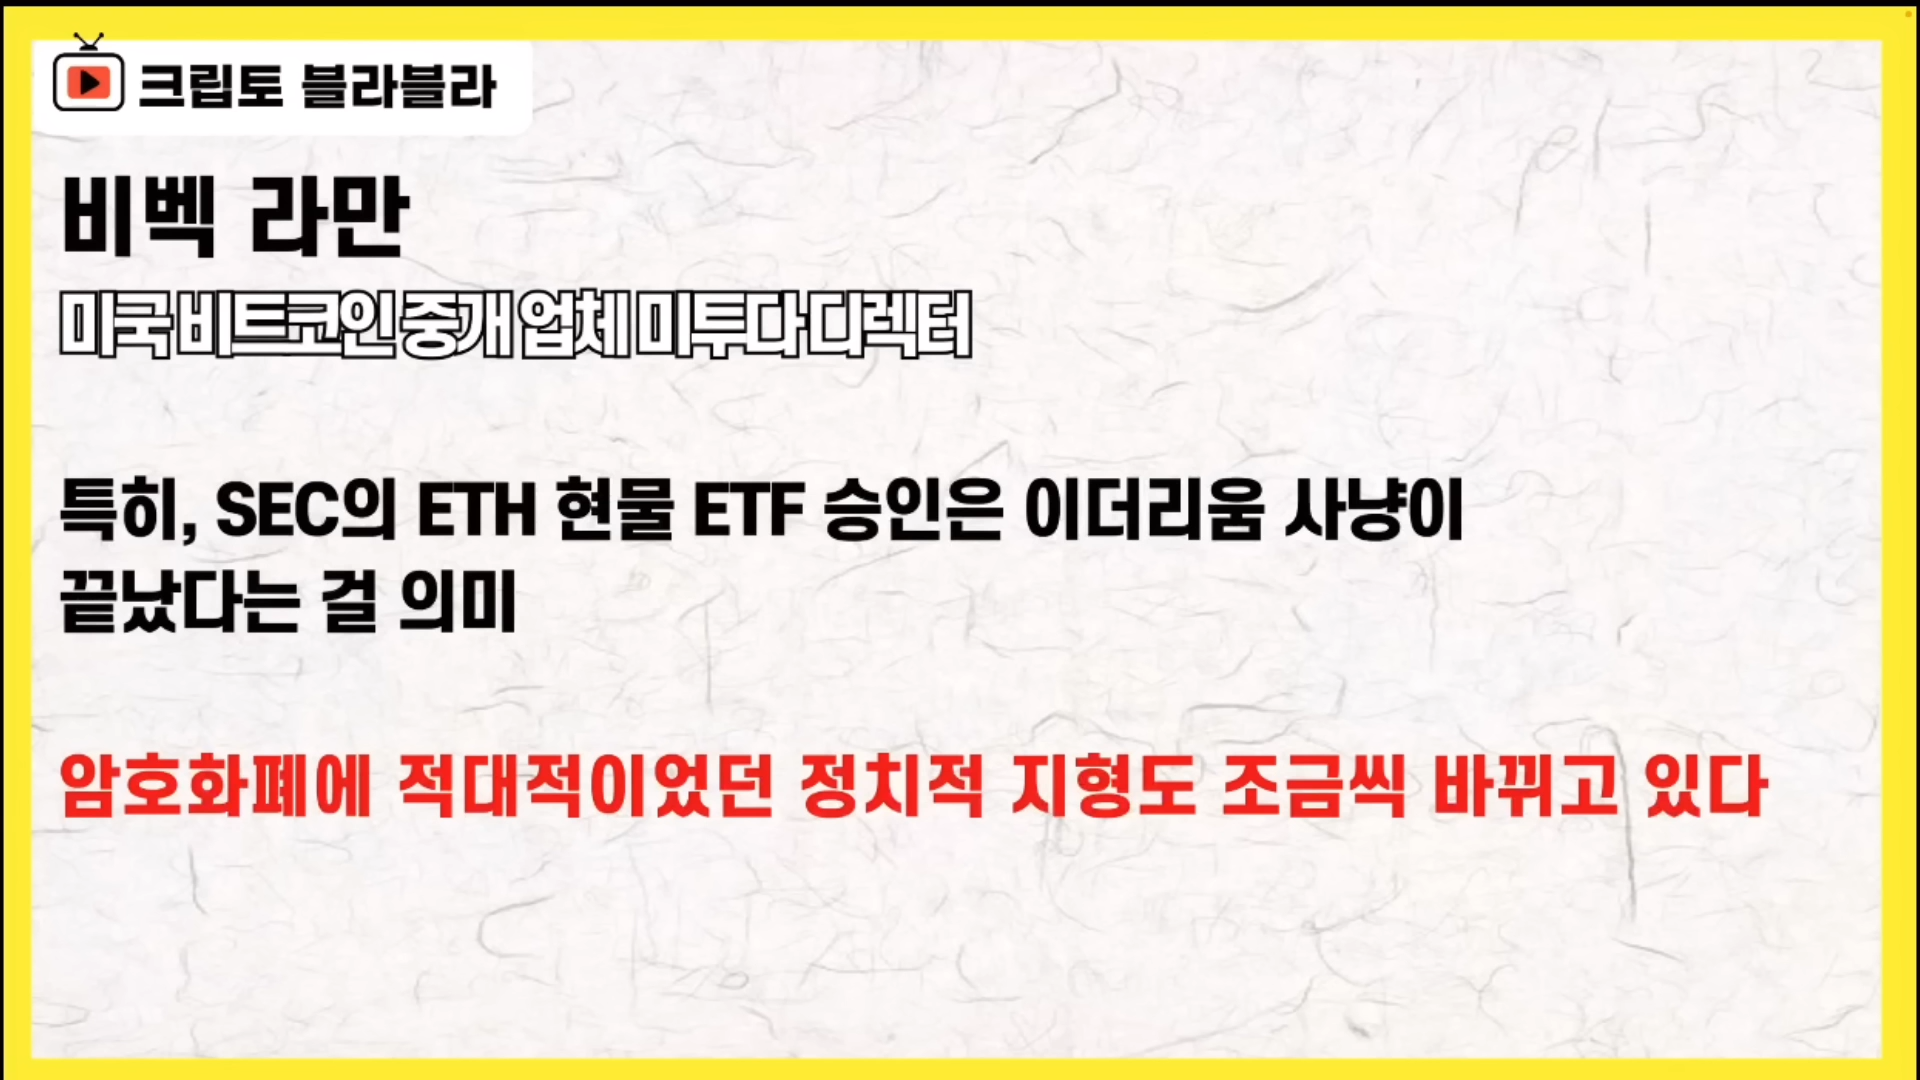 크립토 블라블라
비벡 라만
미국 비트코인 중개 업체 미투다 디렉터
특히, SEC의 ETH 현물 ETF 승인은 이더리움 사냥이
끝났다는 걸 의미
암호화폐에 적대적이었던 정치적 지형도 조금씩 바뀌고 있다